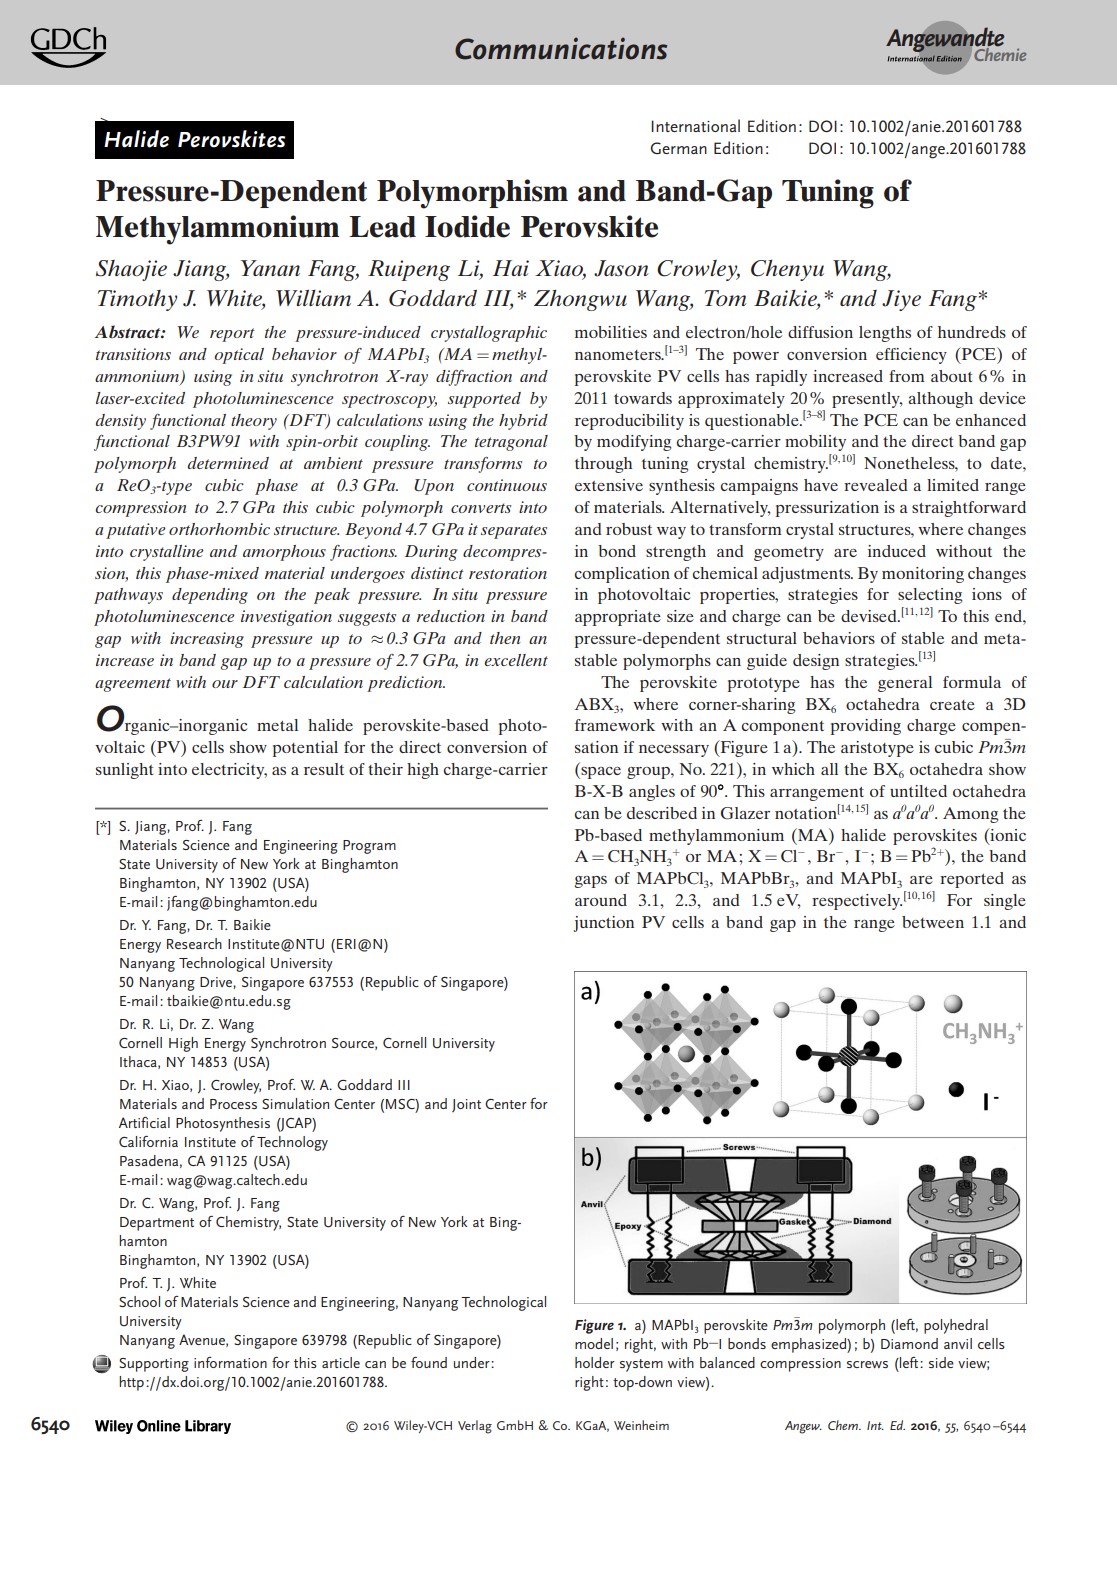 GDCh
Communications
Angewandte
International Edition Chemie
Halide Perovskites
International Edition: DOI: 10.1002/anie.201601788
German Edition: DOI: 10.1002/ange.201601788
Pressure-Dependent Polymorphism and Band-Gap Tuning of
Methylammonium Lead Iodide Perovskite
Shaojie Jiang, Yanan Fang, Ruipeng Li, Hai Xiao, Jason Crowley, Chenyu Wang,
Timothy J. White, William A. Goddard III,* Zhongwu Wang, Tom Baikie,* and Jiye Fang*
Abstract: We report the pressure-induced crystallographic
transitions and optical behavior of MAPbI₃ (MA = methyl-
ammonium) using in situ synchrotron X-ray diffraction and
laser-excited photoluminescence spectroscopy, supported by
density functional theory (DFT) calculations using the hybrid
functional B3PW91 with spin-orbit coupling. The tetragonal
polymorph determined at ambient pressure transforms to
a ReO₃-type cubic phase at 0.3 GPa. Upon continuous
compression to 2.7 GPa this cubic polymorph converts into
a putative orthorhombic structure. Beyond 4.7 GPa it separates
into crystalline and amorphous fractions. During decompres-
sion, this phase-mixed material undergoes distinct restoration
pathways depending on the peak pressure. In situ pressure
photoluminescence investigation suggests a reduction in band
gap with increasing pressure up to ≈0.3 GPa and then an
increase in band gap up to a pressure of 2.7 GPa, in excellent
agreement with our DFT calculation prediction.
Organic–inorganic metal halide perovskite-based photo-
voltaic (PV) cells show potential for the direct conversion of
sunlight into electricity, as a result of their high charge-carrier
[*] S. Jiang, Prof. J. Fang
Materials Science and Engineering Program
State University of New York at Binghamton
Binghamton, NY 13902 (USA)
E-mail: jfang@binghamton.edu
Dr. Y. Fang, Dr. T. Baikie
Energy Research Institute@NTU (ERI@N)
Nanyang Technological University
50 Nanyang Drive, Singapore 637553 (Republic of Singapore)
E-mail: tbaikie@ntu.edu.sg
Dr. R. Li, Dr. Z. Wang
Cornell High Energy Synchrotron Source, Cornell University
Ithaca, NY 14853 (USA)
Dr. H. Xiao, J. Crowley, Prof. W. A. Goddard III
Materials and Process Simulation Center (MSC) and Joint Center for
Artificial Photosynthesis (JCAP)
California Institute of Technology
Pasadena, CA 91125 (USA)
E-mail: wag@wag.caltech.edu
Dr. C. Wang, Prof. J. Fang
Department of Chemistry, State University of New York at Bing-
hamton
Binghamton, NY 13902 (USA)
Prof. T. J. White
School of Materials Science and Engineering, Nanyang Technological
University
Nanyang Avenue, Singapore 639798 (Republic of Singapore)
Supporting information for this article can be found under:
http://dx.doi.org/10.1002/anie.201601788.
mobilities and electron/hole diffusion lengths of hundreds of
nanometers.[1–3] The power conversion efficiency (PCE) of
perovskite PV cells has rapidly increased from about 6 % in
2011 towards approximately 20 % presently, although device
reproducibility is questionable.[3–8] The PCE can be enhanced
by modifying charge-carrier mobility and the direct band gap
through tuning crystal chemistry.[9,10] Nonetheless, to date,
extensive synthesis campaigns have revealed a limited range
of materials. Alternatively, pressurization is a straightforward
and robust way to transform crystal structures, where changes
in bond strength and geometry are induced without the
complication of chemical adjustments. By monitoring changes
in photovoltaic properties, strategies for selecting ions of
appropriate size and charge can be devised.[11,12] To this end,
pressure-dependent structural behaviors of stable and meta-
stable polymorphs can guide design strategies.[13]
The perovskite prototype has the general formula of
ABX₃, where corner-sharing BX₆ octahedra create a 3D
framework with an A component providing charge compen-
sation if necessary (Figure 1 a). The aristotype is cubic Pm3̄m
(space group, No. 221), in which all the BX₆ octahedra show
B-X-B angles of 90°. This arrangement of untilted octahedra
can be described in Glazer notation[14,15] as a⁰a⁰a⁰. Among the
Pb-based methylammonium (MA) halide perovskites (ionic
A = CH₃NH₃⁺ or MA; X = Cl⁻, Br⁻, I⁻; B = Pb²⁺), the band
gaps of MAPbCl₃, MAPbBr₃, and MAPbI₃ are reported as
around 3.1, 2.3, and 1.5 eV, respectively.[10,16] For single
junction PV cells a band gap in the range between 1.1 and
a)
CH₃NH₃⁺
I⁻
b)
Screws
Anvil
Epoxy
Gasket
Diamond
Figure 1. a) MAPbI₃ perovskite Pm3̄m polymorph (left, polyhedral
model; right, with Pb–I bonds emphasized); b) Diamond anvil cells
holder system with balanced compression screws (left: side view;
right: top-down view).
6540 Wiley Online Library
© 2016 Wiley-VCH Verlag GmbH & Co. KGaA, Weinheim
Angew. Chem. Int. Ed. 2016, 55, 6540–6544